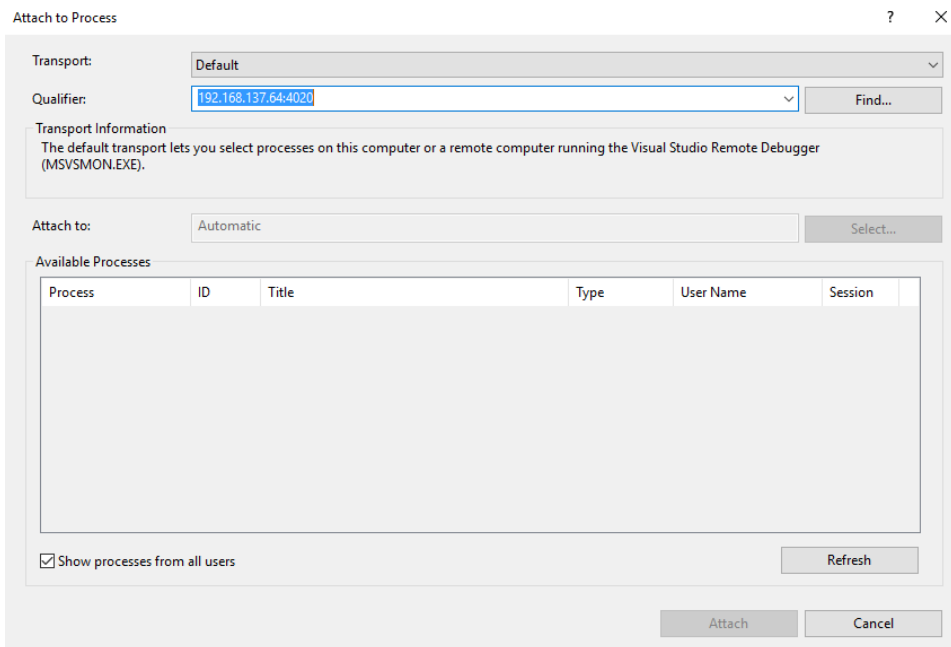 Attach to Process
Transport:
Default
Qualifier:
192.168.137.64:4020
Find...
Transport Information
The default transport lets you select processes on this computer or a remote computer running the Visual Studio Remote Debugger
(MSVSMON.EXE).
Attach to:
Automatic
Select...
Available Processes
Process ID Title Type User Name Session
Show processes from all users
Refresh
Attach Cancel